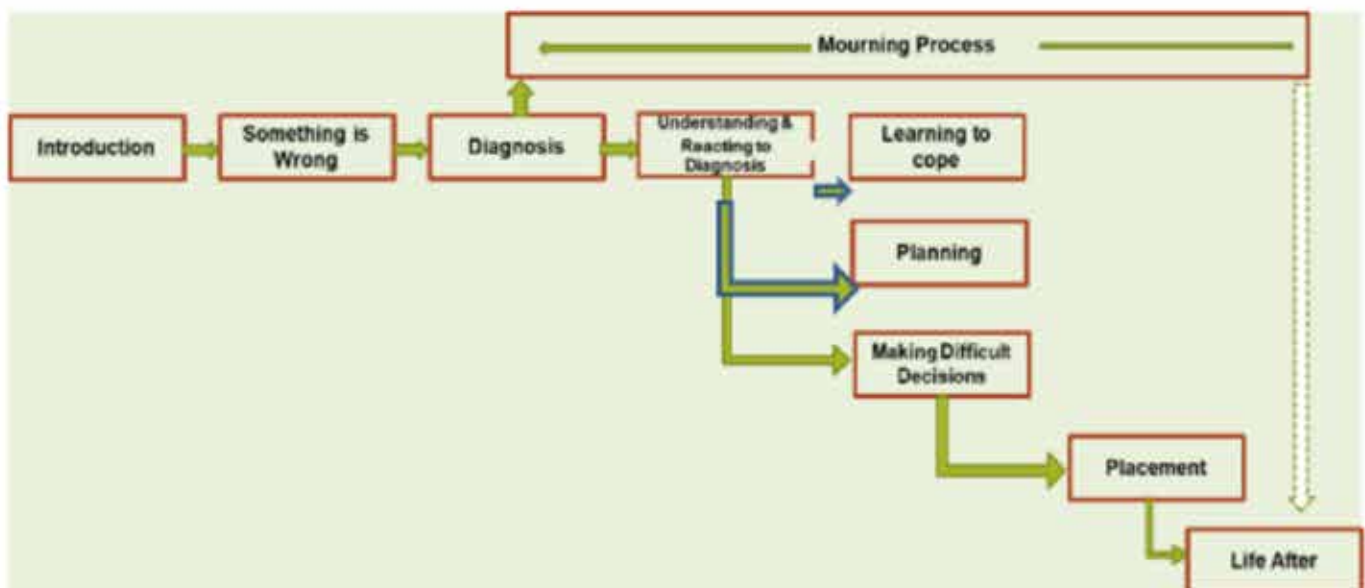 Mourning Process
Introduction
Something is
Wrong
Diagnosis
Understanding &
Reacting to
Diagnosis
Learning to
cope
Planning
Making Difficult
Decisions
Placement
Life After